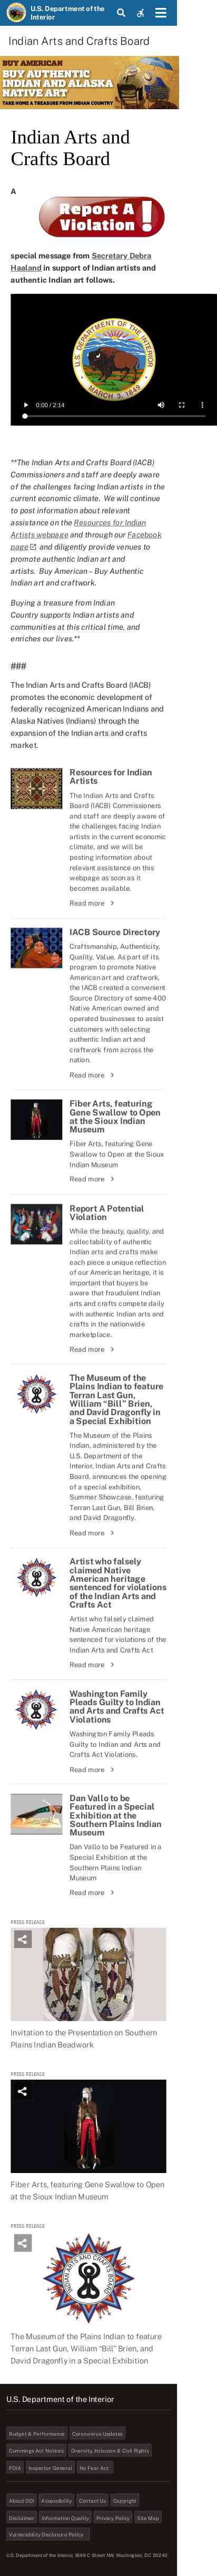 U.S. Department of the
Interior
Indian Arts and Crafts Board
BUY AMERICAN
BUY AUTHENTIC
INDIAN AND ALASKA
NATIVE ART
TAKE HOME A TREASURE FROM INDIAN COUNTRY
Indian Arts and
Crafts Board
A
Report A
Violation!
special message from Secretary Debra
Haaland in support of Indian artists and
authentic Indian art follows.
U.S. DEPARTMENT OF THE INTERIOR
MARCH 3, 1849
0:00 / 2:14
**The Indian Arts and Crafts Board (IACB)
Commissioners and staff are deeply aware
of the challenges facing Indian artists in the
current economic climate.  We will continue
to post information about relevant
assistance on the Resources for Indian
Artists webpage and through our Facebook
page and diligently provide venues to
promote authentic Indian art and
artists.  Buy American – Buy Authentic
Indian art and craftwork.
Buying a treasure from Indian
Country supports Indian artists and
communities at this critical time, and
enriches our lives.**
###
The Indian Arts and Crafts Board (IACB)
promotes the economic development of
federally recognized American Indians and
Alaska Natives (Indians) through the
expansion of the Indian arts and crafts
market.
Resources for Indian
Artists
The Indian Arts and Crafts
Board (IACB) Commissioners
and staff are deeply aware of
the challenges facing Indian
artists in the current economic
climate, and we will be
posting information about
relevant assistance on this
webpage as soon as it
becomes available.
Read more
IACB Source Directory
Craftsmanship, Authenticity,
Quality, Value. As part of its
program to promote Native
American art and craftwork,
the IACB created a convenient
Source Directory of some 400
Native American owned and
operated businesses to assist
customers with selecting
authentic Indian art and
craftwork from across the
nation.
Read more
Fiber Arts, featuring
Gene Swallow to Open
at the Sioux Indian
Museum
Fiber Arts, featuring Gene
Swallow to Open at the Sioux
Indian Museum
Read more
Report A Potential
Violation
While the beauty, quality, and
collectability of authentic
Indian arts and crafts make
each piece a unique reflection
of our American heritage, it is
important that buyers be
aware that fraudulent Indian
arts and crafts compete daily
with authentic Indian arts and
crafts in the nationwide
marketplace.
Read more
The Museum of the
Plains Indian to feature
Terran Last Gun,
William “Bill” Brien,
and David Dragonfly in
a Special Exhibition
The Museum of the Plains
Indian, administered by the
U.S. Department of the
Interior, Indian Arts and Crafts
Board, announces the opening
of a special exhibition,
Summer Showcase, featuring
Terran Last Gun, Bill Brien,
and David Dragonfly.
Read more
Artist who falsely
claimed Native
American heritage
sentenced for violations
of the Indian Arts and
Crafts Act
Artist who falsely claimed
Native American heritage
sentenced for violations of the
Indian Arts and Crafts Act
Read more
Washington Family
Pleads Guilty to Indian
and Arts and Crafts Act
Violations
Washington Family Pleads
Guilty to Indian and Arts and
Crafts Act Violations.
Read more
Dan Vallo to be
Featured in a Special
Exhibition at the
Southern Plains Indian
Museum
Dan Vallo to be Featured in a
Special Exhibition at the
Southern Plains Indian
Museum
Read more
PRESS RELEASE
Invitation to the Presentation on Southern
Plains Indian Beadwork
PRESS RELEASE
Fiber Arts, featuring Gene Swallow to Open
at the Sioux Indian Museum
PRESS RELEASE
INDIAN ARTS AND CRAFTS BOARD
The Museum of the Plains Indian to feature
Terran Last Gun, William “Bill” Brien, and
David Dragonfly in a Special Exhibition
U.S. Department of the Interior
Budget & Performance Coronavirus Updates
Cummings Act Notices Diversity, Inclusion & Civil Rights
FOIA Inspector General No Fear Act
About DOI Accessibility Contact Us Copyright
Disclaimer Information Quality Privacy Policy Site Map
Vulnerability Disclosure Policy
U.S. Department of the Interior, 1849 C Street NW, Washington, DC 20240.